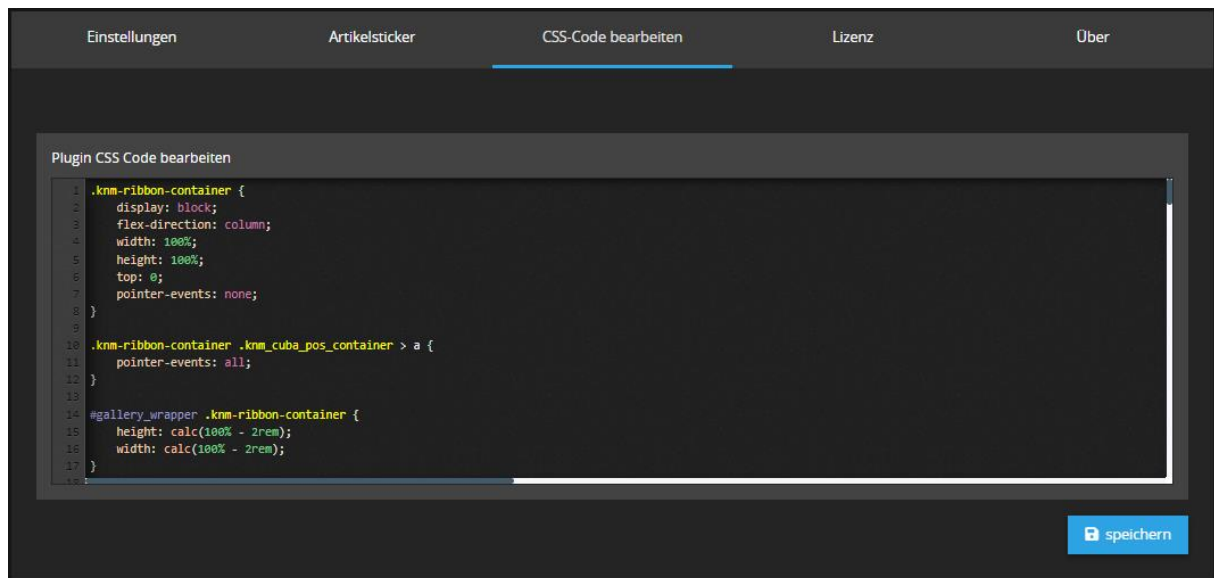 Einstellungen Artikelsticker CSS-Code bearbeiten Lizenz Über
Plugin CSS Code bearbeiten
1 .knm-ribbon-container {
2     display: block;
3     flex-direction: column;
4     width: 100%;
5     height: 100%;
6     top: 0;
7     pointer-events: none;
8 }
9
10 .knm-ribbon-container .knm_cuba_pos_container > a {
11     pointer-events: all;
12 }
13
14 #gallery_wrapper .knm-ribbon-container {
15     height: calc(100% - 2rem);
16     width: calc(100% - 2rem);
17 }
18
speichern